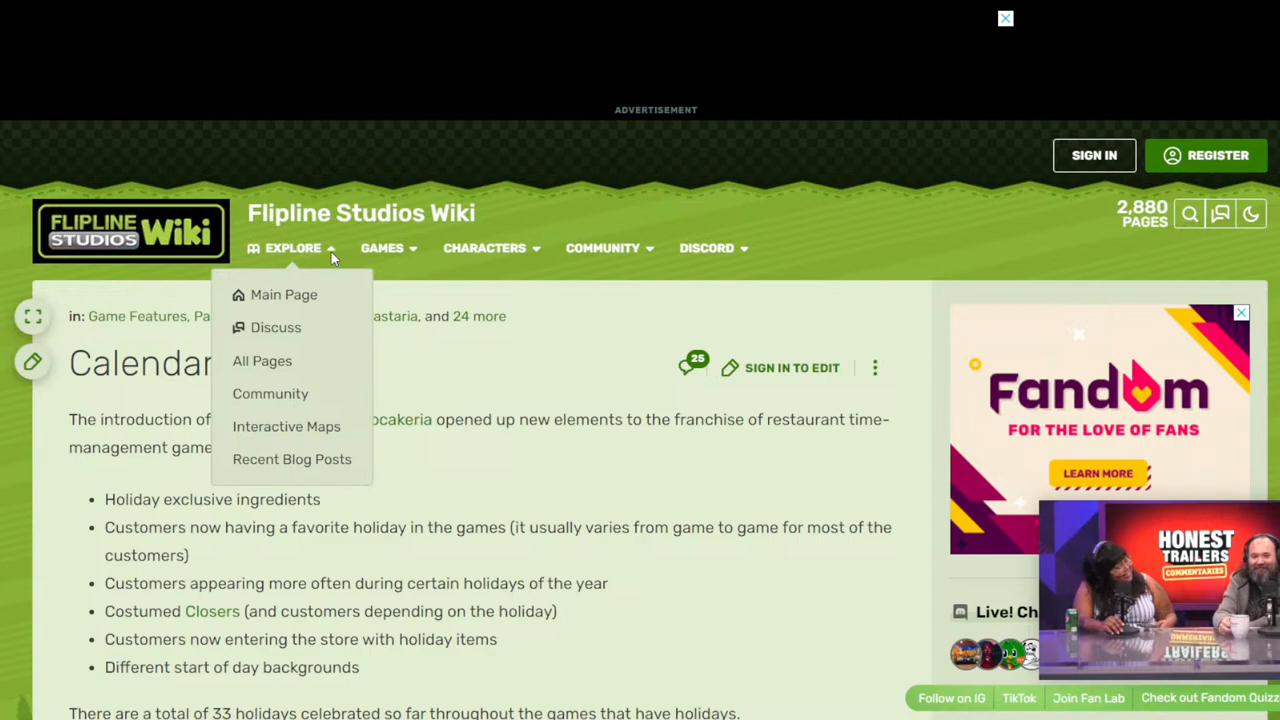 ADVERTISEMENT
SIGN IN
REGISTER
FLIPLINE
STUDIOS Wiki
Flipline Studios Wiki
2,880
PAGES
EXPLORE GAMES CHARACTERS COMMUNITY DISCORD
Main Page
Discuss
All Pages
Community
Interactive Maps
Recent Blog Posts
in: Game Features, Pa astaria, and 24 more
Calendar
25
SIGN IN TO EDIT
The introduction of ocakeria opened up new elements to the franchise of restaurant time-
management game
Holiday exclusive ingredients
Customers now having a favorite holiday in the games (it usually varies from game to game for most of the
customers)
Customers appearing more often during certain holidays of the year
Costumed Closers (and customers depending on the holiday)
Customers now entering the store with holiday items
Different start of day backgrounds
There are a total of 33 holidays celebrated so far throughout the games that have holidays.
Fandom
FOR THE LOVE OF FANS
LEARN MORE
HONEST
TRAILERS
COMMENTARIES
Live! Ch
Follow on IG TikTok Join Fan Lab Check out Fandom Quizz